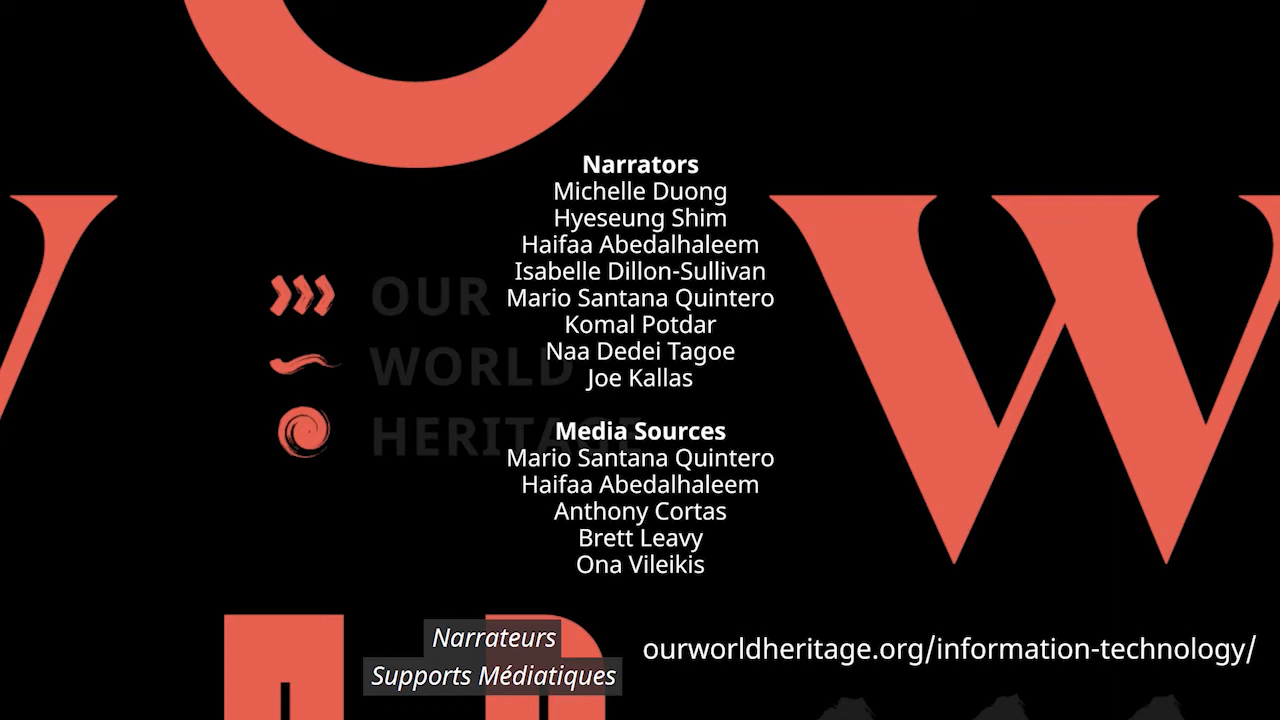 Narrators
Michelle Duong
Hyeseung Shim
Haifaa Abedalhaleem
Isabelle Dillon-Sullivan
Mario Santana Quintero
Komal Potdar
Naa Dedei Tagoe
Joe Kallas
OUR
WORLD
HERITAGE
Media Sources
Mario Santana Quintero
Haifaa Abedalhaleem
Anthony Cortas
Brett Leavy
Ona Vileikis
W
Narrateurs
Supports Médiatiques
ourworldheritage.org/information-technology/